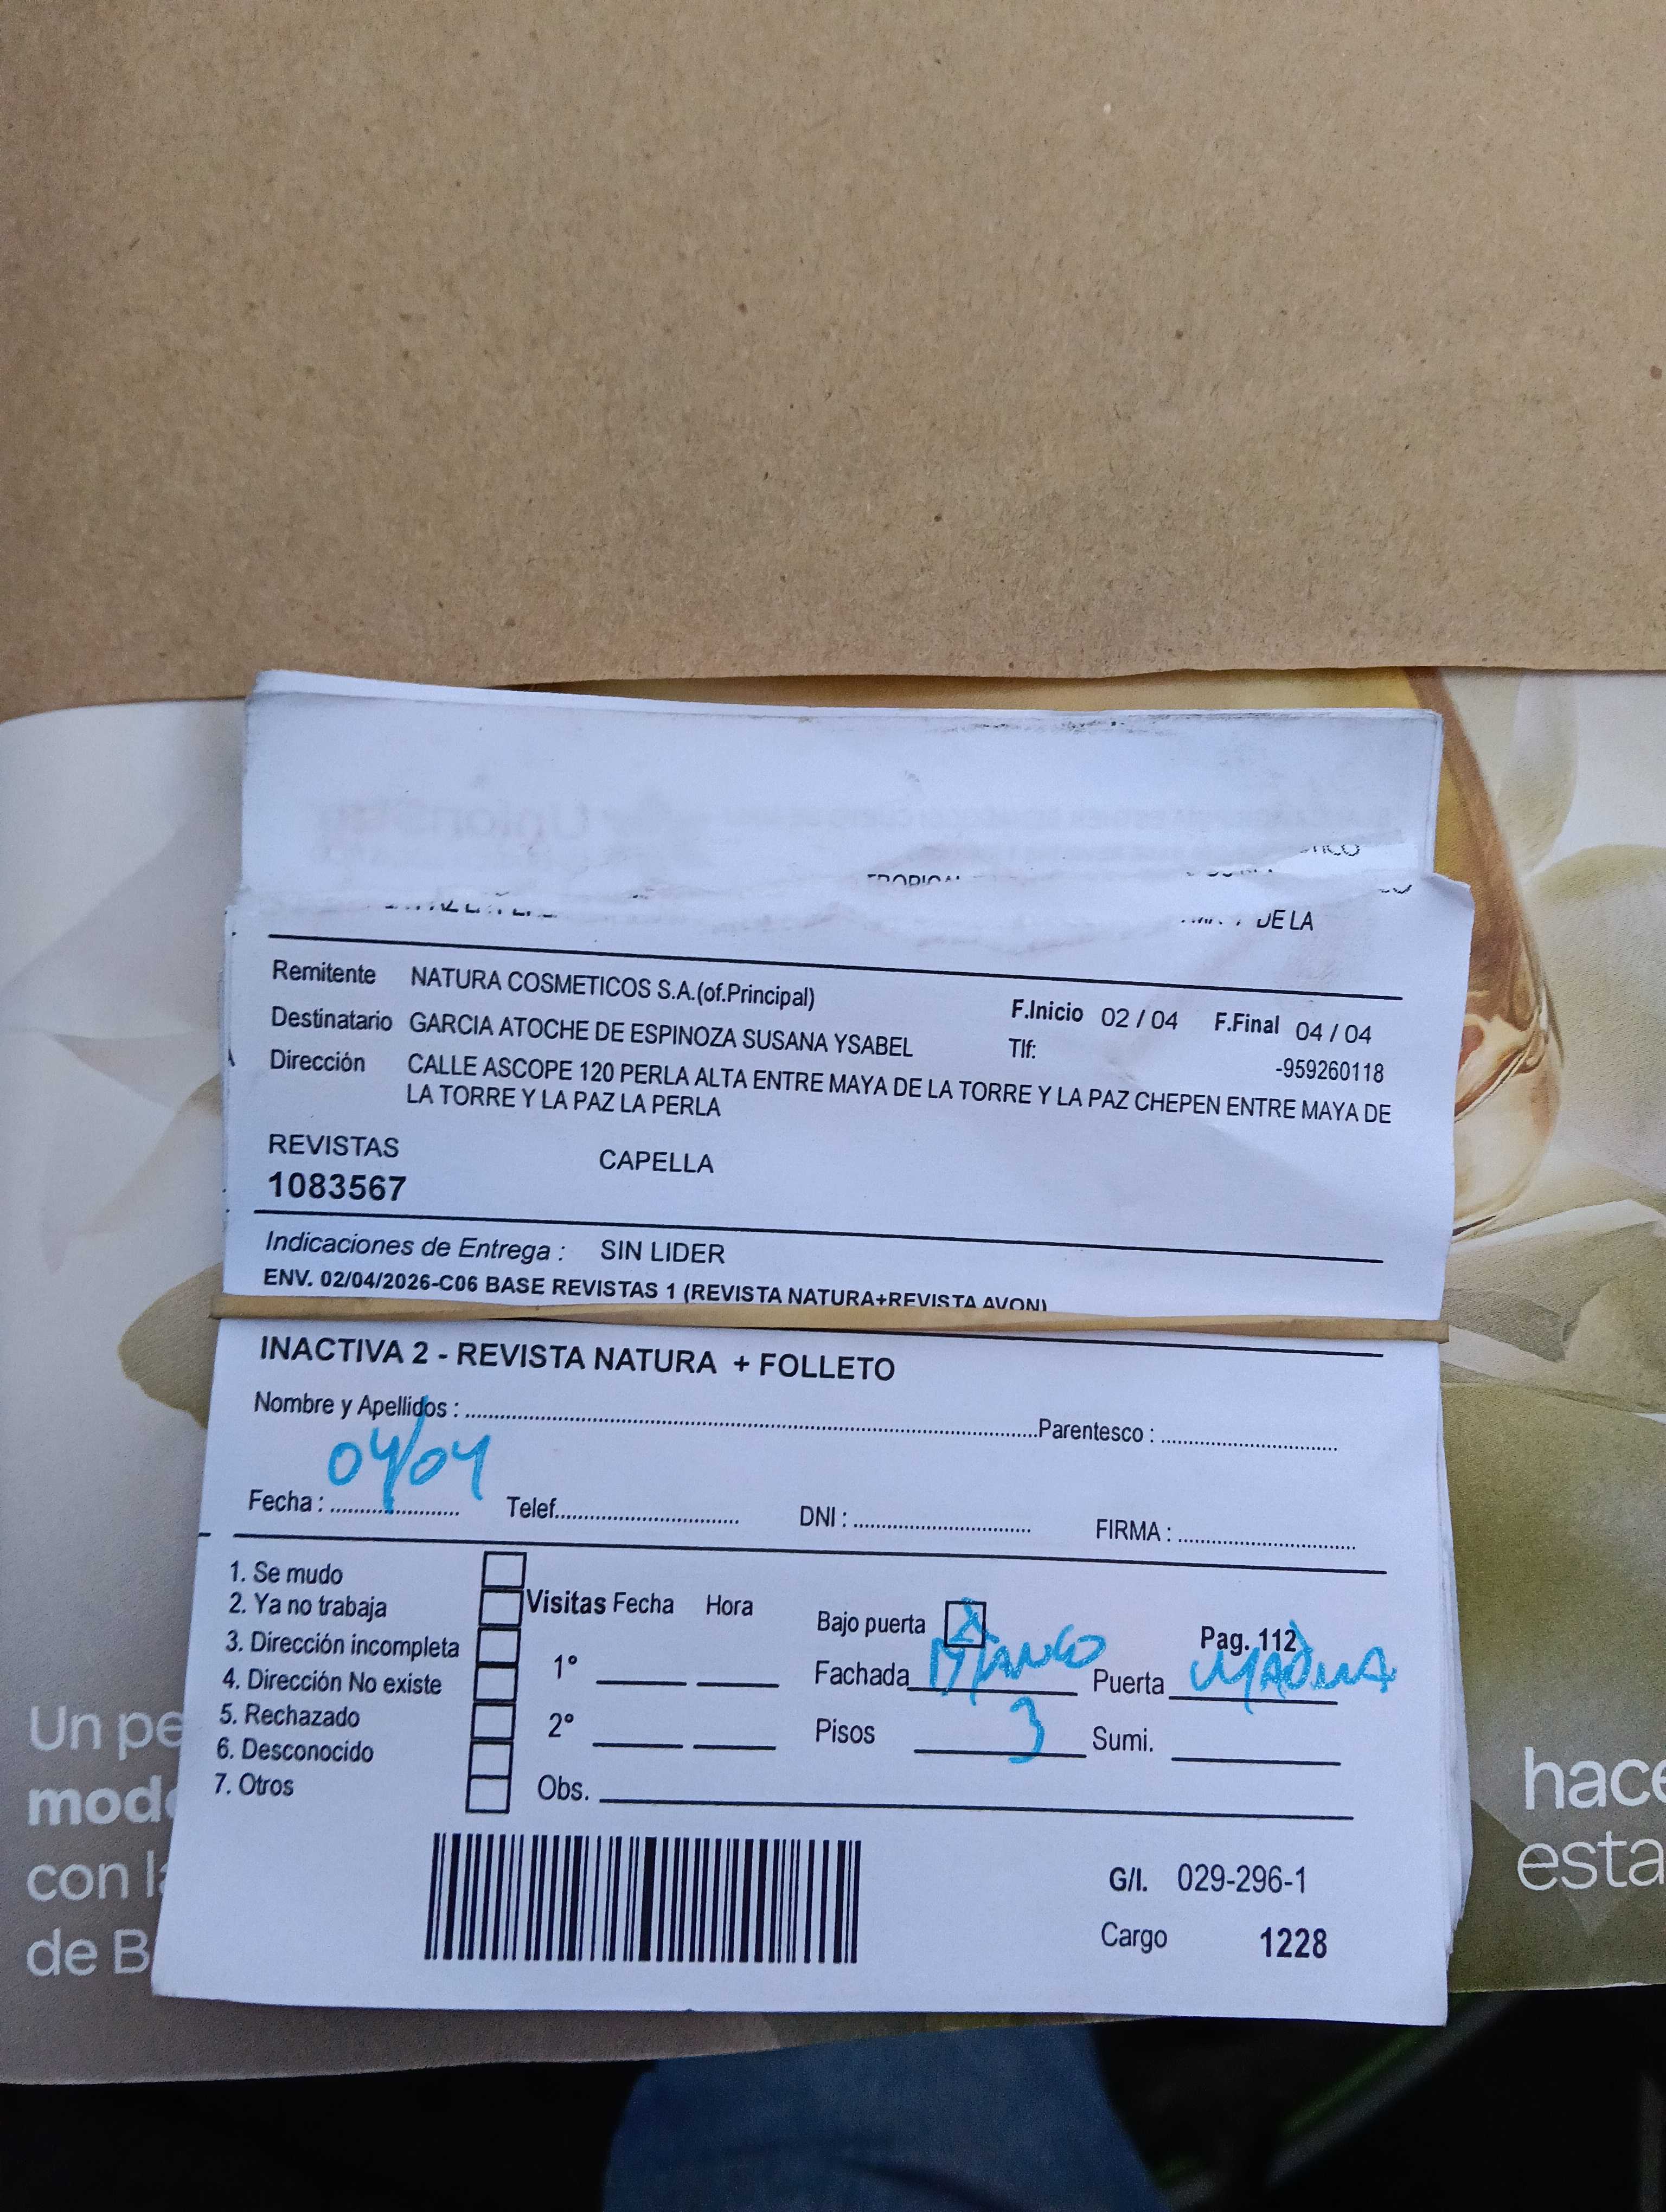 DE LA
Remitente NATURA COSMETICOS S.A.(of.Principal) F.Inicio 02 / 04 F.Final 04 / 04
Destinatario GARCIA ATOCHE DE ESPINOZA SUSANA YSABEL Tlf: -959260118
Dirección CALLE ASCOPE 120 PERLA ALTA ENTRE MAYA DE LA TORRE Y LA PAZ CHEPEN ENTRE MAYA DE
LA TORRE Y LA PAZ LA PERLA
REVISTAS CAPELLA
1083567
Indicaciones de Entrega : SIN LIDER
ENV. 02/04/2026-C06 BASE REVISTAS 1 (REVISTA NATURA+REVISTA AVON)
INACTIVA 2 - REVISTA NATURA + FOLLETO
Nombre y Apellidos : Parentesco :
04/04
Fecha : Telef. DNI : FIRMA :
1. Se mudo
2. Ya no trabaja
3. Dirección incompleta
4. Dirección No existe
5. Rechazado
6. Desconocido
7. Otros
Visitas Fecha Hora
1°
2°
Obs.
Bajo puerta Pag. 112
Fachada Puerta
Pisos 3 Sumi.
G/I. 029-296-1
Cargo 1228
Un pe
mod
con la
de B
hace
esta